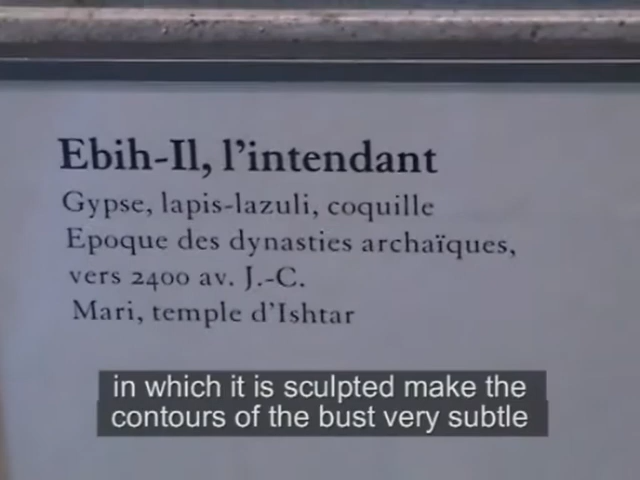 Ebih-Il, l'intendant
Gypse, lapis-lazuli, coquille
Epoque des dynasties archaïques,
vers 2400 av. J.-C.
Mari, temple d'Ishtar
in which it is sculpted make the
contours of the bust very subtle